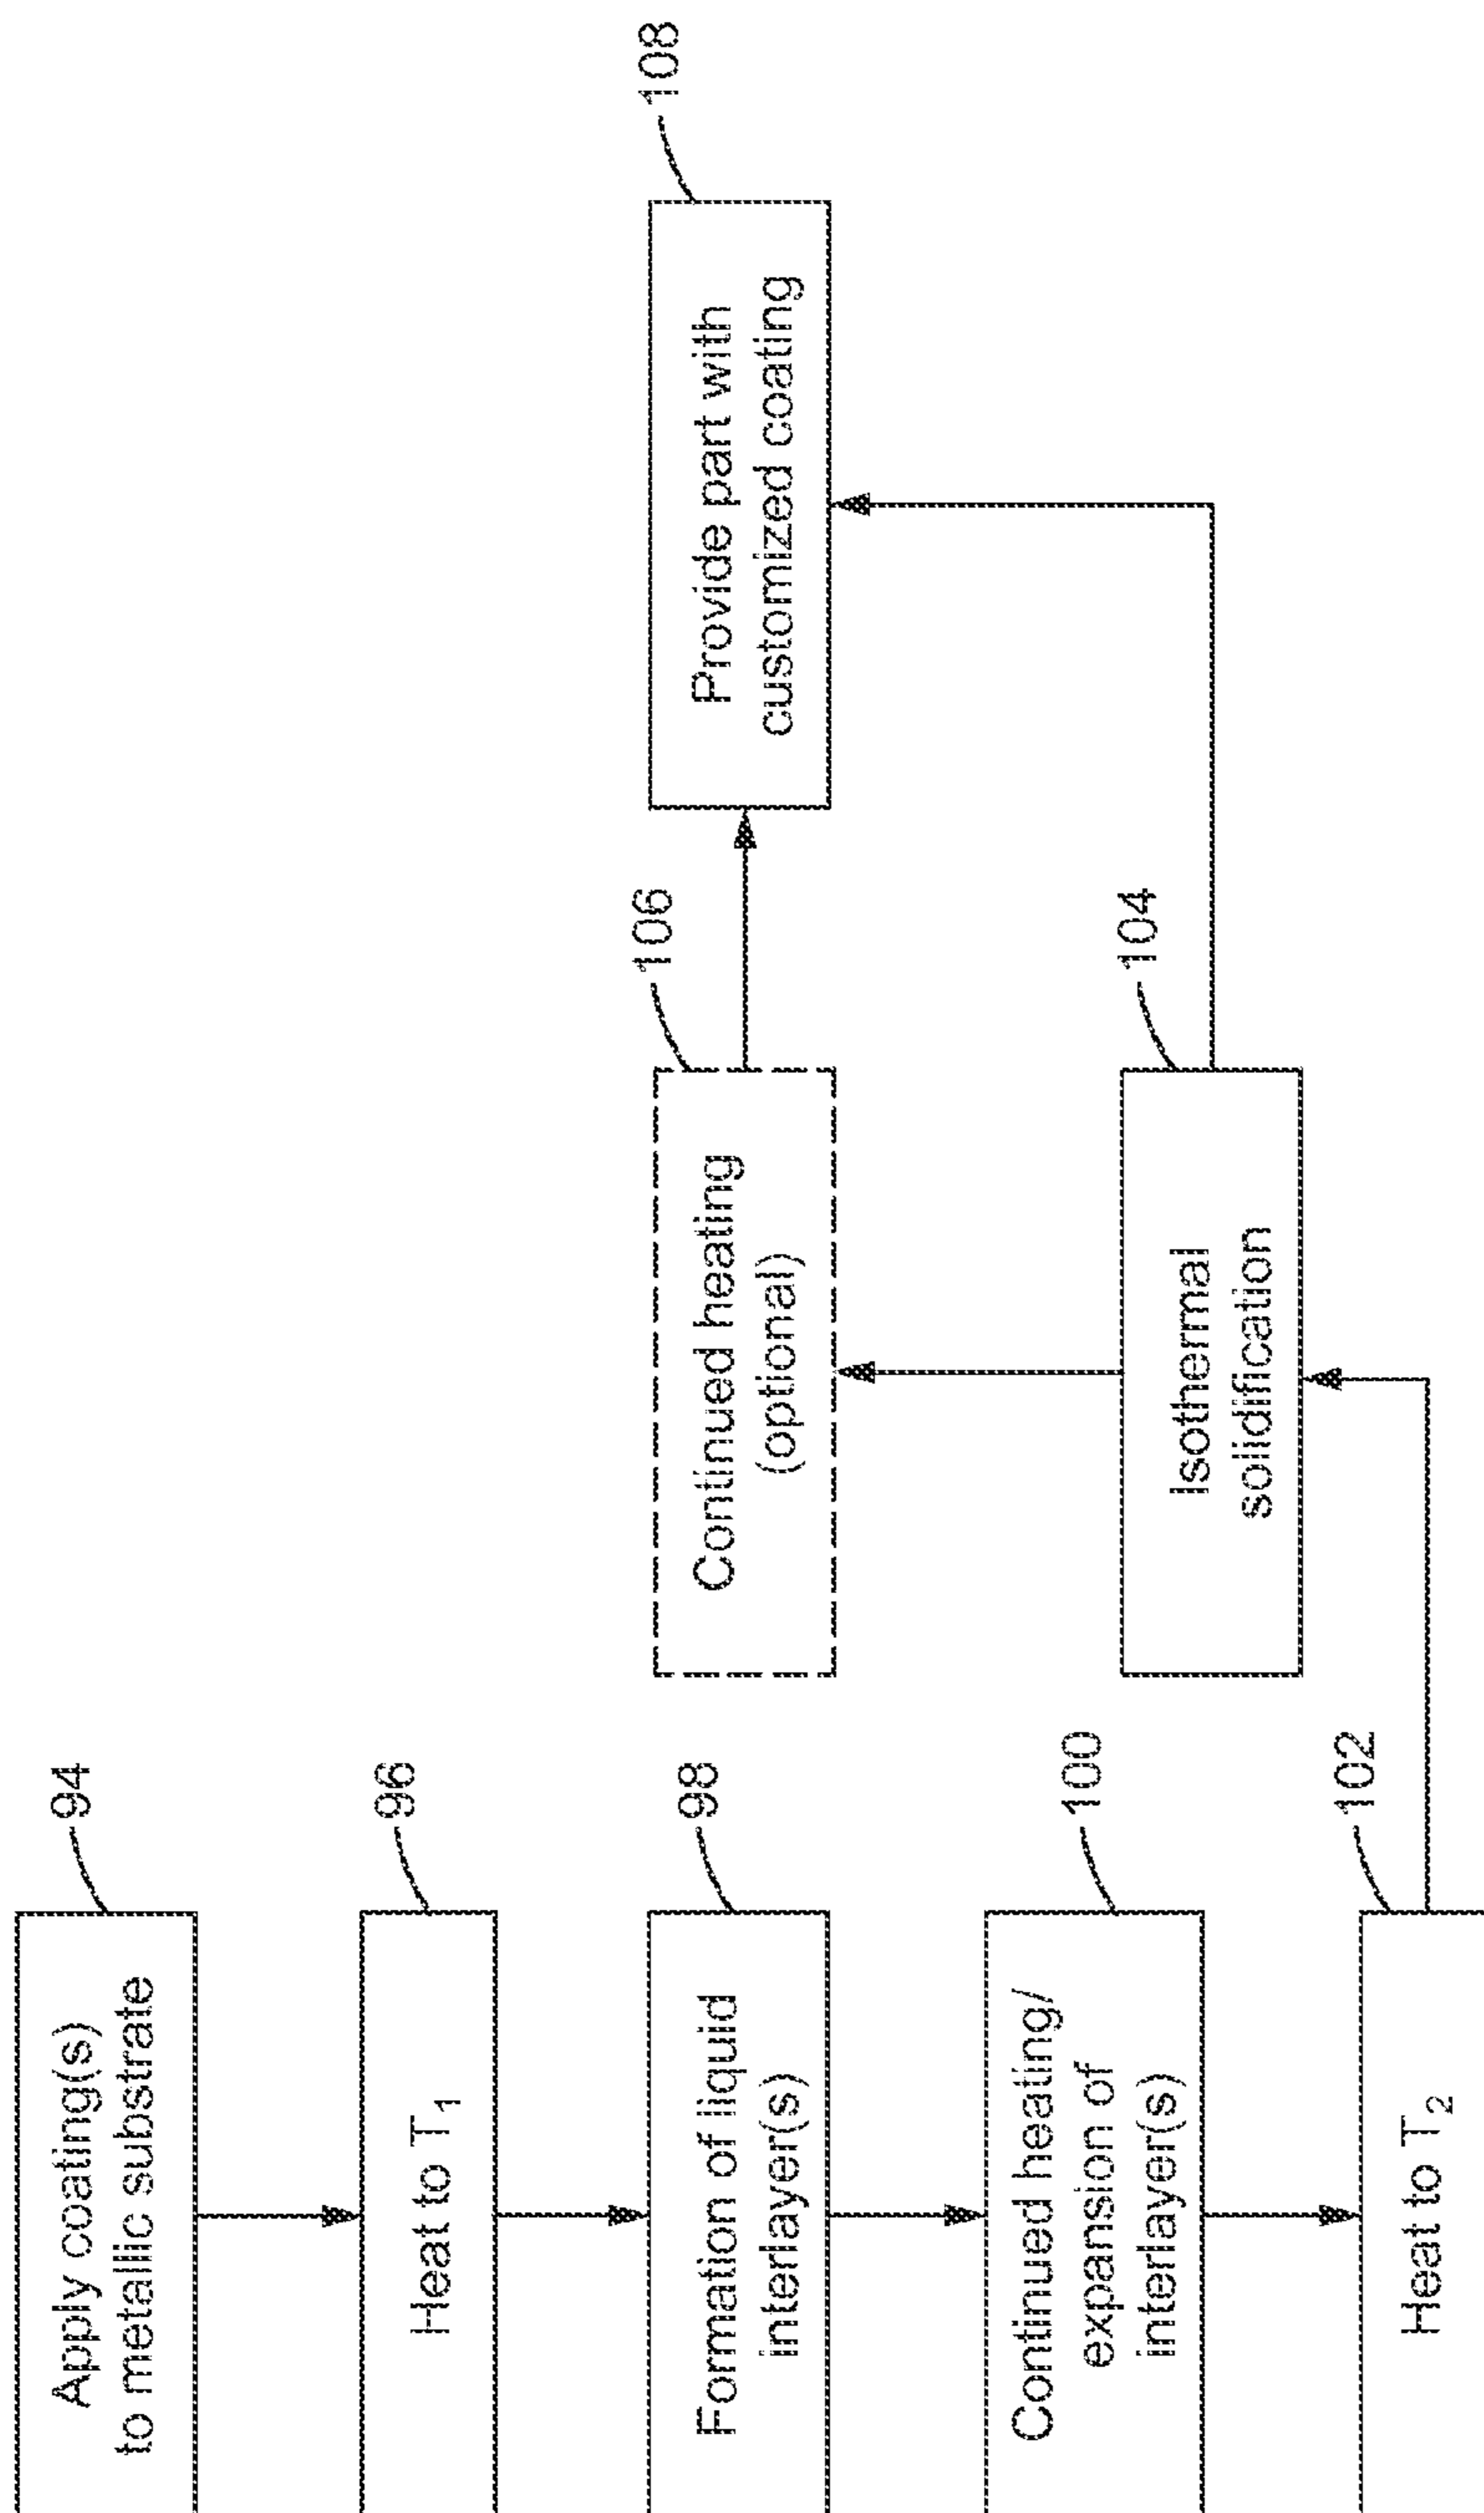 Apply coating(s)
to metallic substrate
94
Heat to T₁
96
Formation of liquid
interlayer(s)
98
Continued heating/
expansion of
interlayer(s)
100
Heat to T₂
102
Isothermal
solidification
104
Continued heating
(optional)
106
Provide part with
customized coating
108